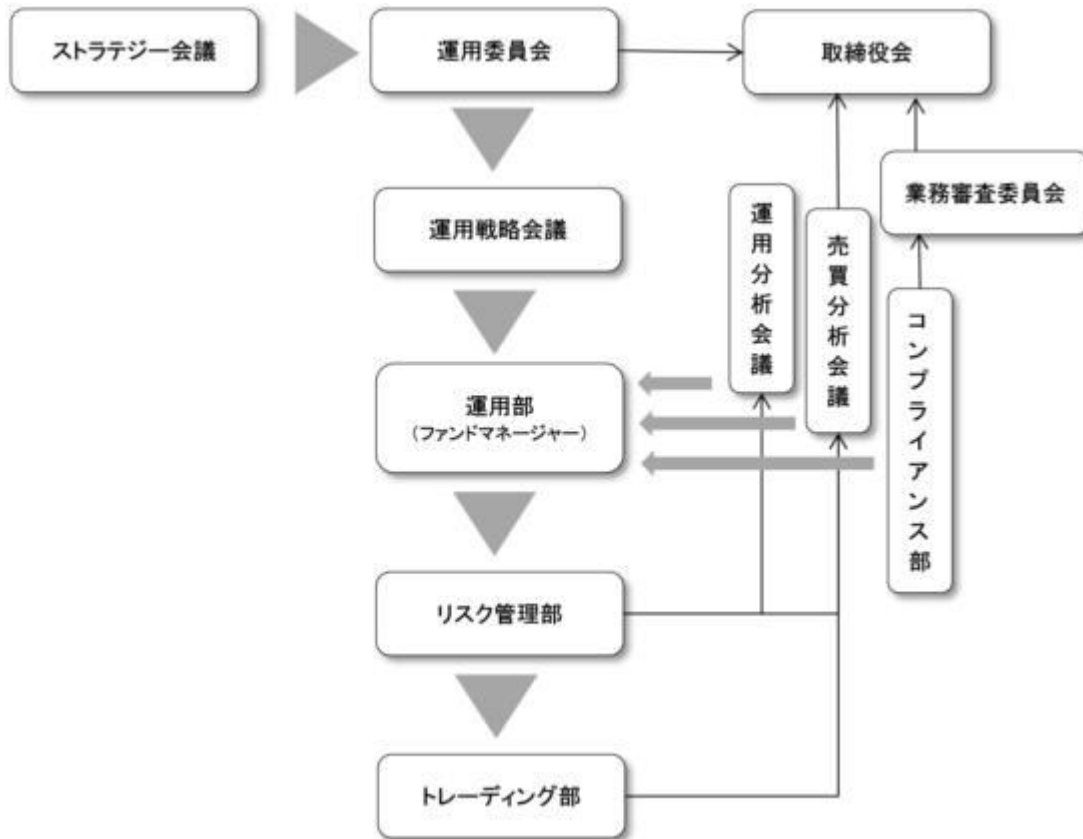 ストラテジー会議
運用委員会
取締役会
業務審査委員会
運用戦略会議
運用分析会議
売買分析会議
コンプライアンス部
運用部
(ファンドマネージャー)
リスク管理部
トレーディング部